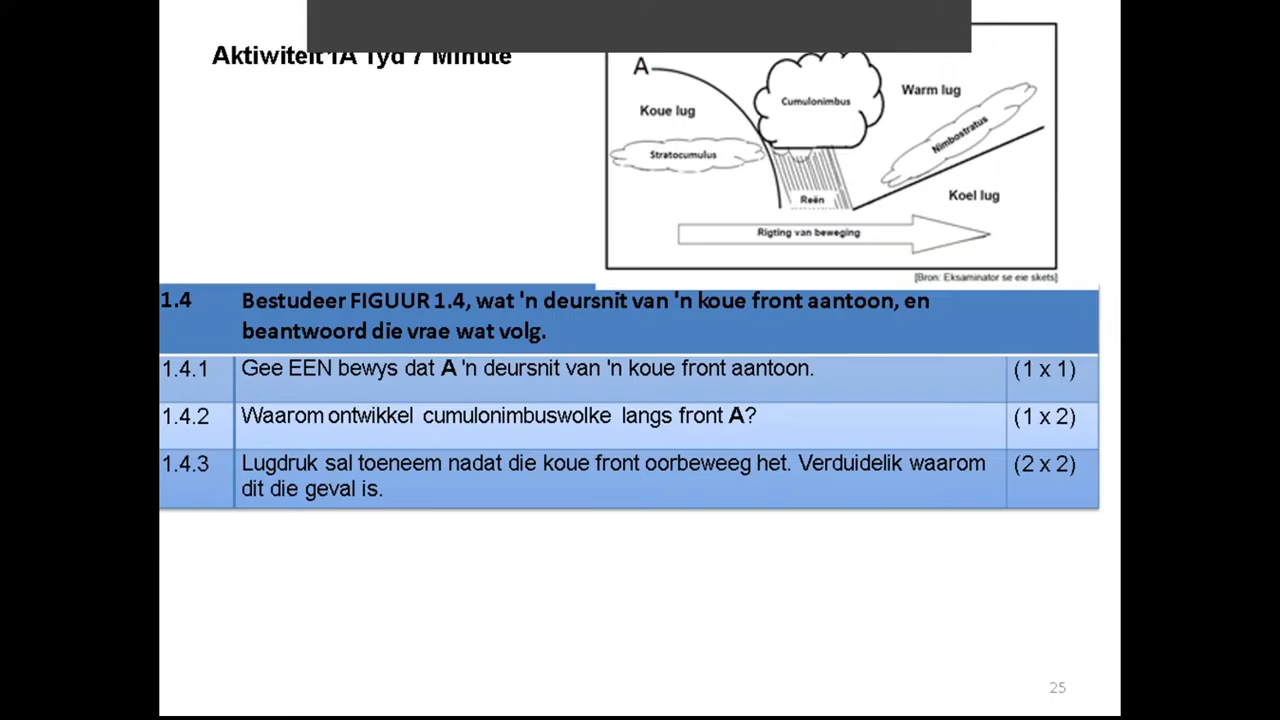 Aktiwiteit 1A Tyd 7 Minute
A
Koue lug
Stratocumulus
Cumulonimbus
Warm lug
Nimbostratus
Reën
Koel lug
Rigting van beweging
[Bron: Eksaminator se eie skets]
1.4 Bestudeer FIGUUR 1.4, wat 'n deursnit van 'n koue front aantoon, en
beantwoord die vrae wat volg.
1.4.1 Gee EEN bewys dat A 'n deursnit van 'n koue front aantoon. (1 x 1)
1.4.2 Waarom ontwikkel cumulonimbuswolke langs front A? (1 x 2)
1.4.3 Lugdruk sal toeneem nadat die koue front oorbeweeg het. Verduidelik waarom (2 x 2)
dit die geval is.
25